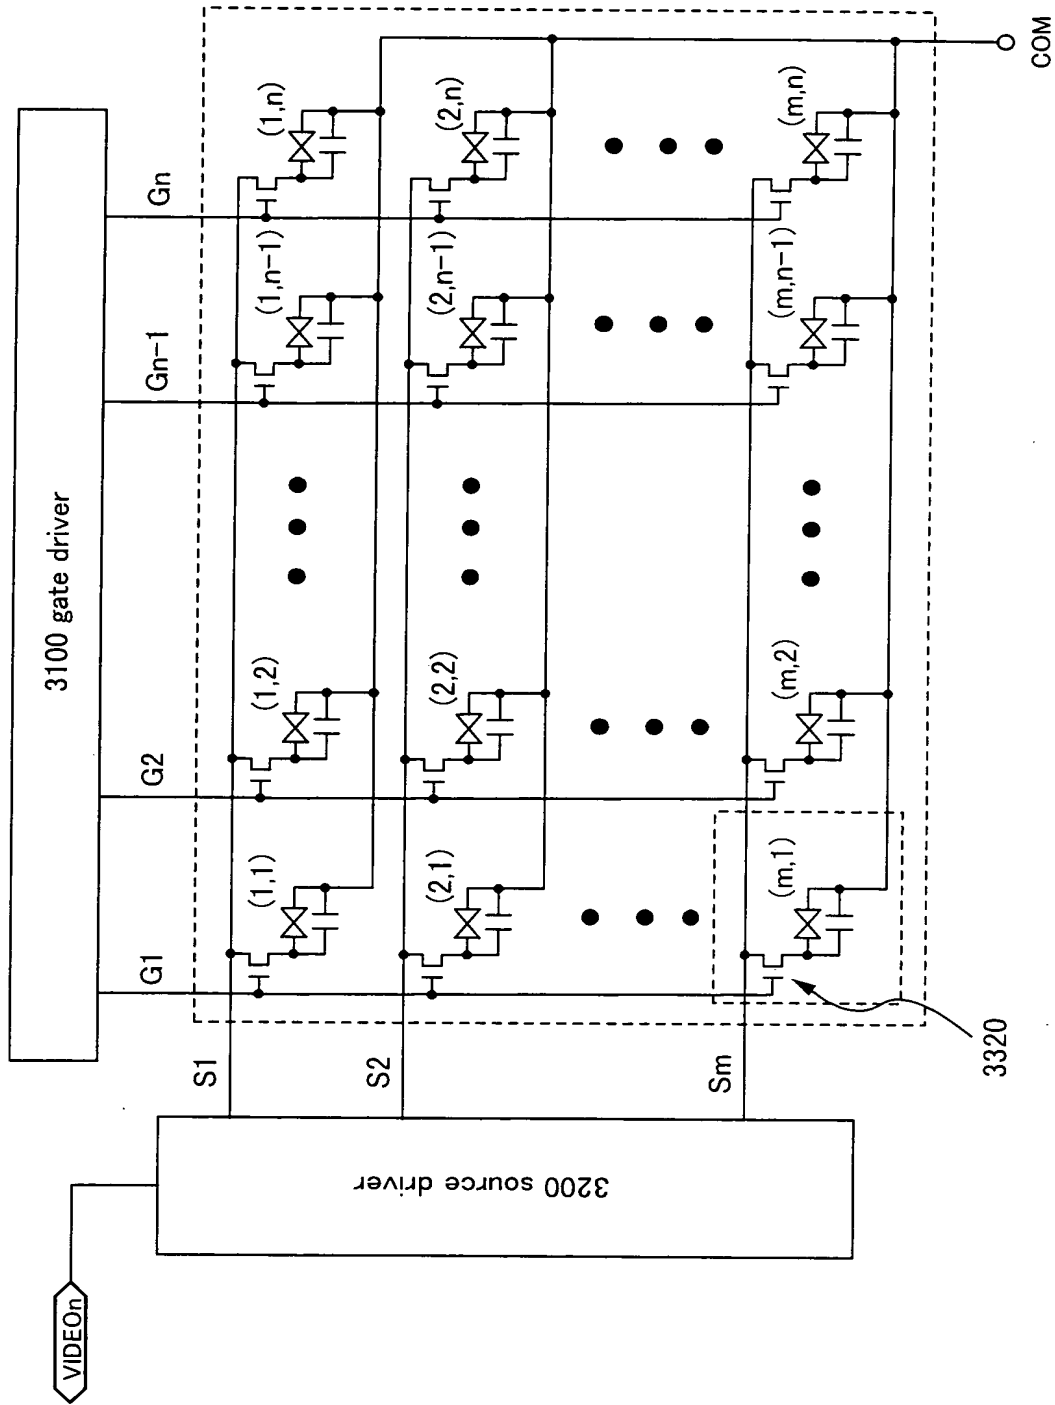 VIDEOn
3200 source driver
3100 gate driver
S1
S2
Sm
G1
G2
Gn-1
Gn
(1,1)
(1,2)
(1,n-1)
(1,n)
(2,1)
(2,2)
(2,n-1)
(2,n)
(m,1)
(m,2)
(m,n-1)
(m,n)
3320
COM